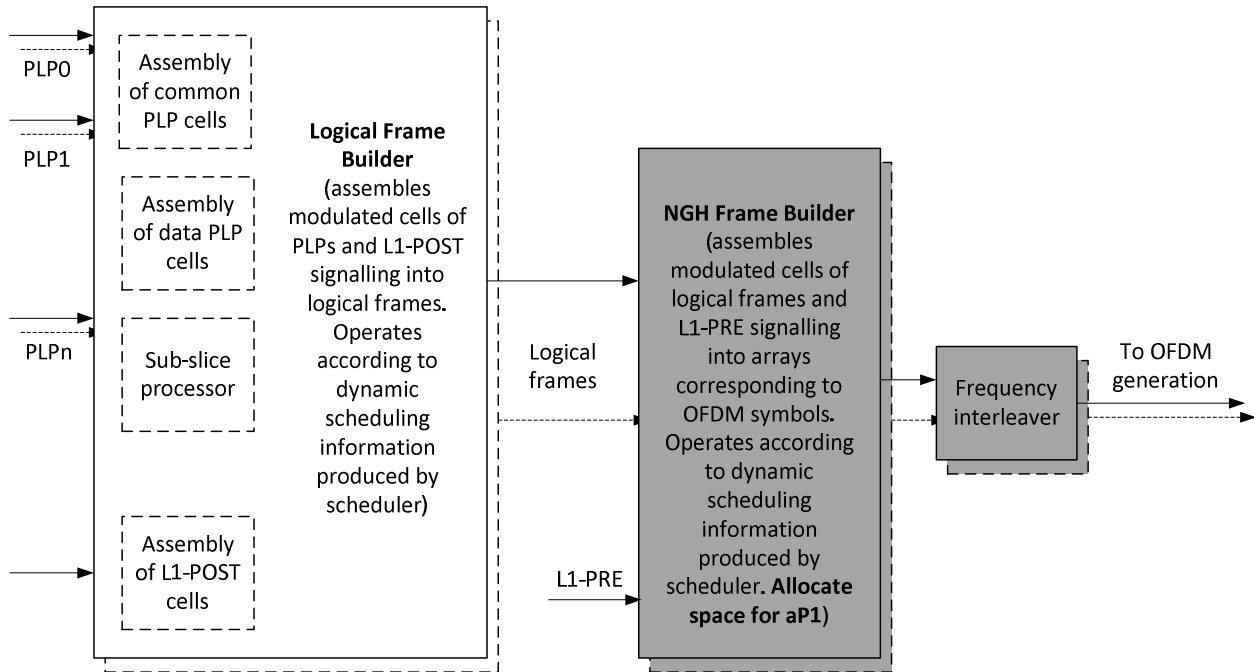 PLP0
PLP1
PLPn
Assembly
of common
PLP cells
Assembly
of data PLP
cells
Sub-slice
processor
Assembly
of L1-POST
cells
Logical Frame
Builder
(assembles
modulated cells of
PLPs and L1-POST
signalling into
logical frames.
Operates
according to
dynamic
scheduling
information
produced by
scheduler)
Logical
frames
L1-PRE
NGH Frame Builder
(assembles
modulated cells of
logical frames and
L1-PRE signalling
into arrays
corresponding to
OFDM symbols.
Operates according
to dynamic
scheduling
information
produced by
scheduler. Allocate
space for aP1)
Frequency
interleaver
To OFDM
generation